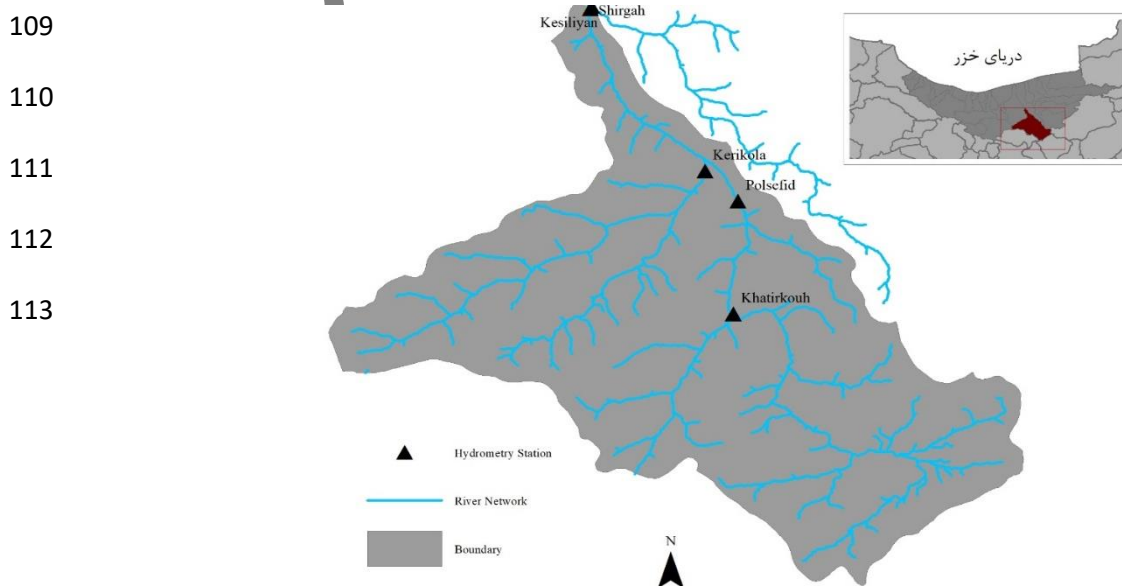 109
Shirgah
Kesiliyan
دریای خزر
110
Kerikola
111
Polsefid
112
Khatirkouh
113
Hydrometry Station
River Network
Boundary
N